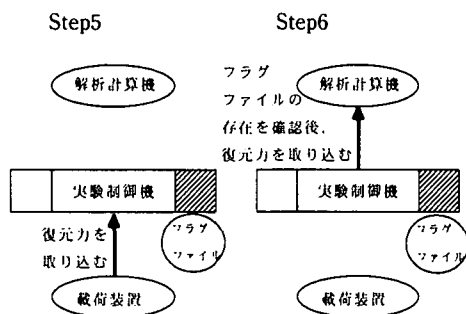 Step5
解析計算機
実験制御機
復元力を
取り込む
フラグ
ファイル
載荷装置
Step6
フラグ
ファイルの
存在を確認後,
復元力を取り込む
解析計算機
実験制御機
フラグ
ファイル
載荷装置